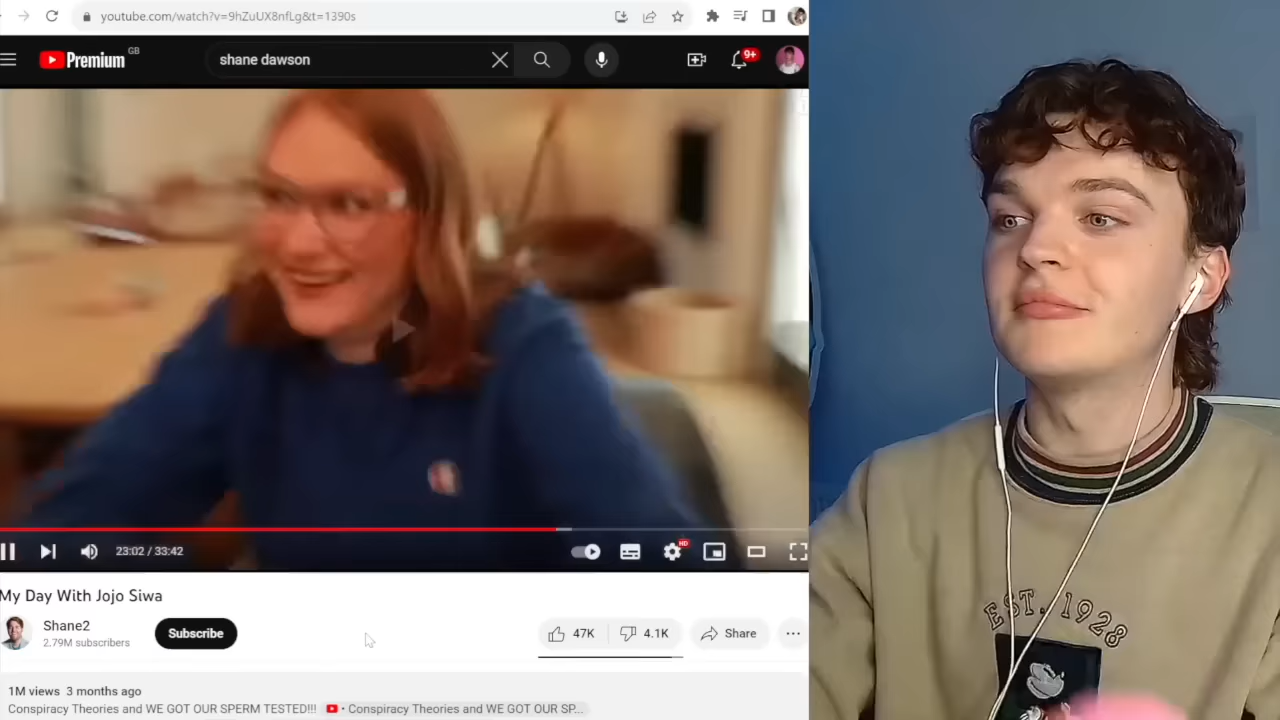 youtube.com/watch?v=9hZuUX8nfLg&t=1390s
Premium GB
shane dawson
9+
23:02 / 33:42
HD
My Day With Jojo Siwa
Shane2
2.79M subscribers
Subscribe
47K
4.1K
Share
1M views 3 months ago
Conspiracy Theories and WE GOT OUR SPERM TESTED!!! • Conspiracy Theories and WE GOT OUR SP...
EST. 1928